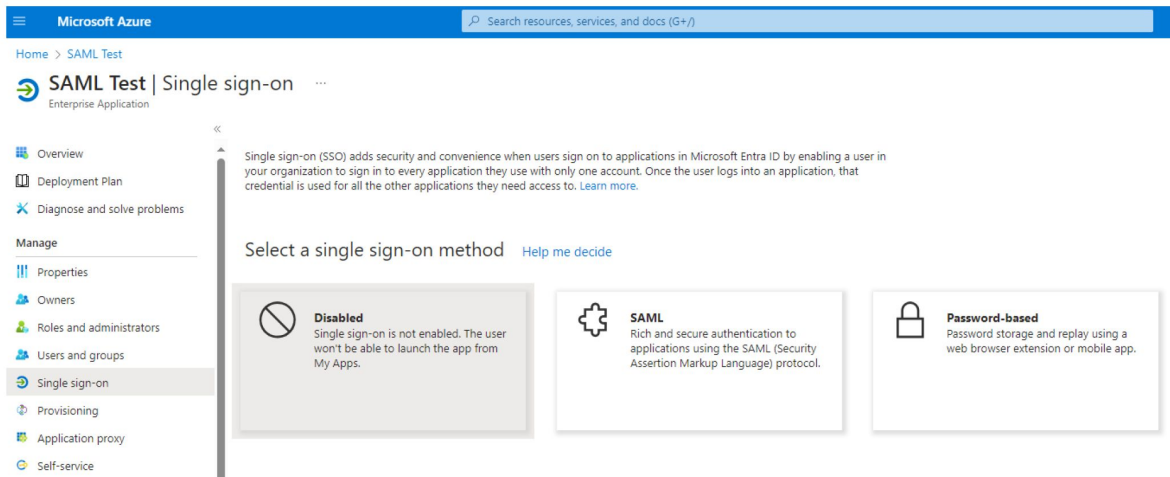 Microsoft Azure
Search resources, services, and docs (G+/)
Home > SAML Test
SAML Test | Single sign-on ...
Enterprise Application
«
Overview
Deployment Plan
Diagnose and solve problems
Manage
Properties
Owners
Roles and administrators
Users and groups
Single sign-on
Provisioning
Application proxy
Self-service
Single sign-on (SSO) adds security and convenience when users sign on to applications in Microsoft Entra ID by enabling a user in
your organization to sign in to every application they use with only one account. Once the user logs into an application, that
credential is used for all the other applications they need access to. Learn more.
Select a single sign-on method Help me decide
Disabled
Single sign-on is not enabled. The user
won't be able to launch the app from
My Apps.
SAML
Rich and secure authentication to
applications using the SAML (Security
Assertion Markup Language) protocol.
Password-based
Password storage and replay using a
web browser extension or mobile app.